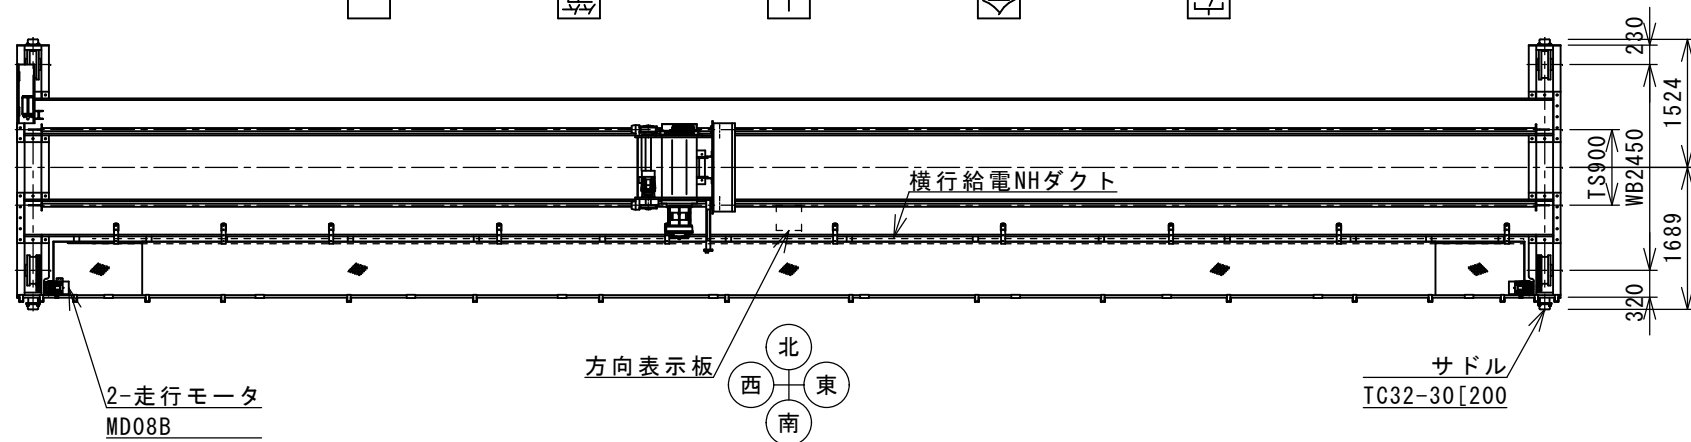 230
1524
TS900
WB2450
横行給電NHダクト
1689
320
方向表示板
北
西
東
南
サドル
TC32-30[200
2-走行モータ
MD08B